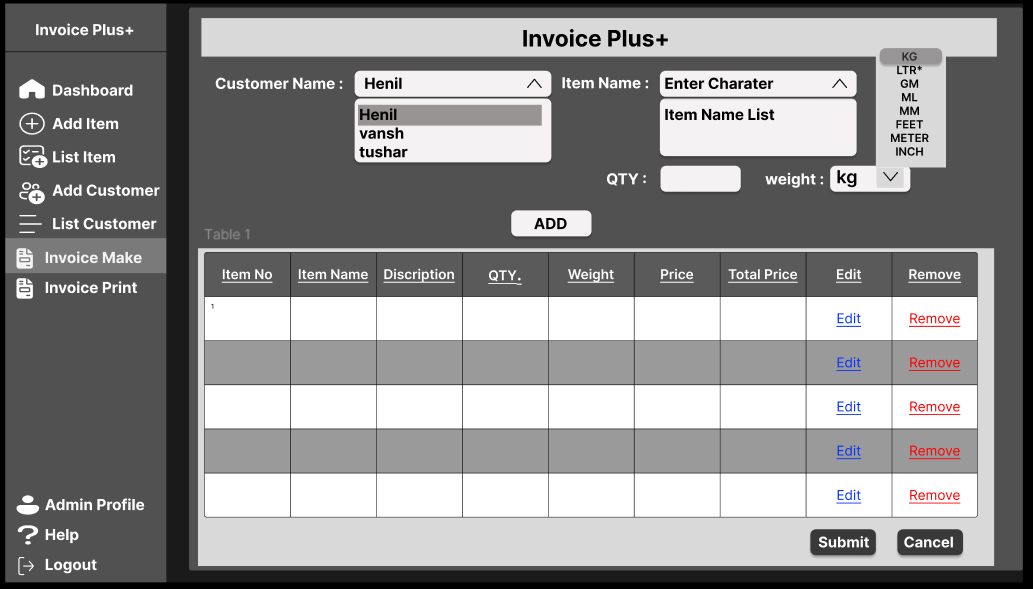 Invoice Plus+
Dashboard
Add Item
List Item
Add Customer
List Customer
Invoice Make
Invoice Print
Admin Profile
Help
Logout
Invoice Plus+
Customer Name : Henil
Henil
vansh
tushar
Item Name : Enter Charater
Item Name List
KG
LTR*
GM
ML
MM
FEET
METER
INCH
QTY : weight : kg
ADD
Table 1
Item No Item Name Discription QTY. Weight Price Total Price Edit Remove
1 Edit Remove
Edit Remove
Edit Remove
Edit Remove
Edit Remove
Submit Cancel